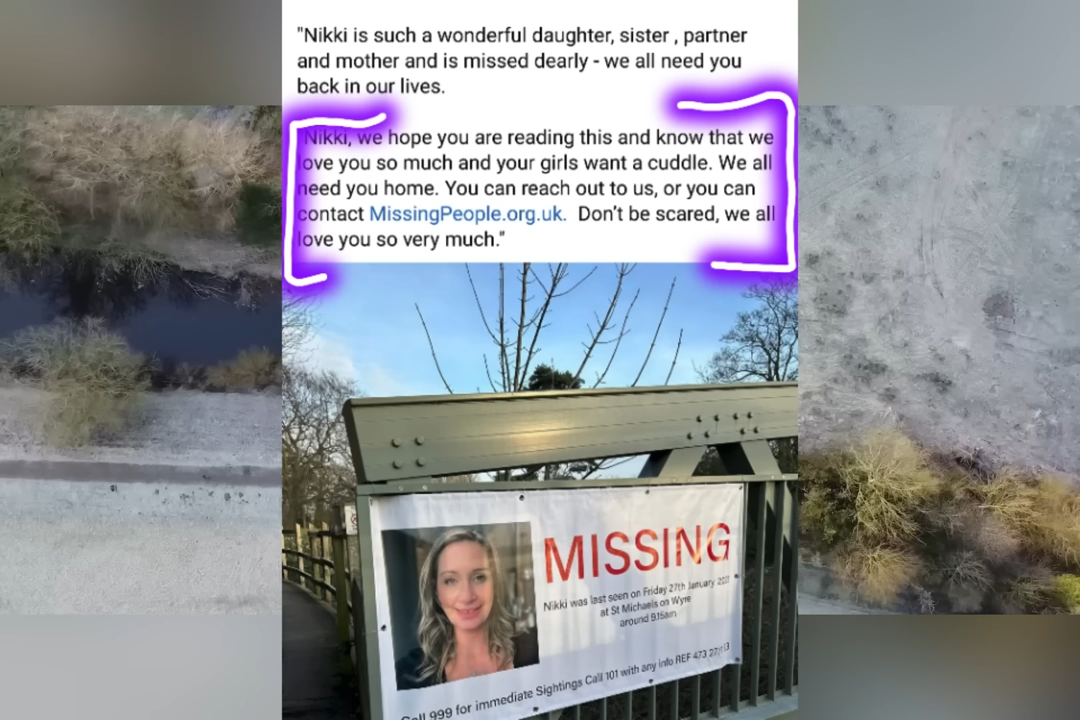 "Nikki is such a wonderful daughter, sister , partner
and mother and is missed dearly - we all need you
back in our lives.
"Nikki, we hope you are reading this and know that we
love you so much and your girls want a cuddle. We all
need you home. You can reach out to us, or you can
contact MissingPeople.org.uk. Don't be scared, we all
love you so very much."
MISSING
Nikki was last seen on Friday 27th January
at St Michaels on Wyre
around 9.15am.
Call 999 for immediate Sightings Call 101 with any info REF 473